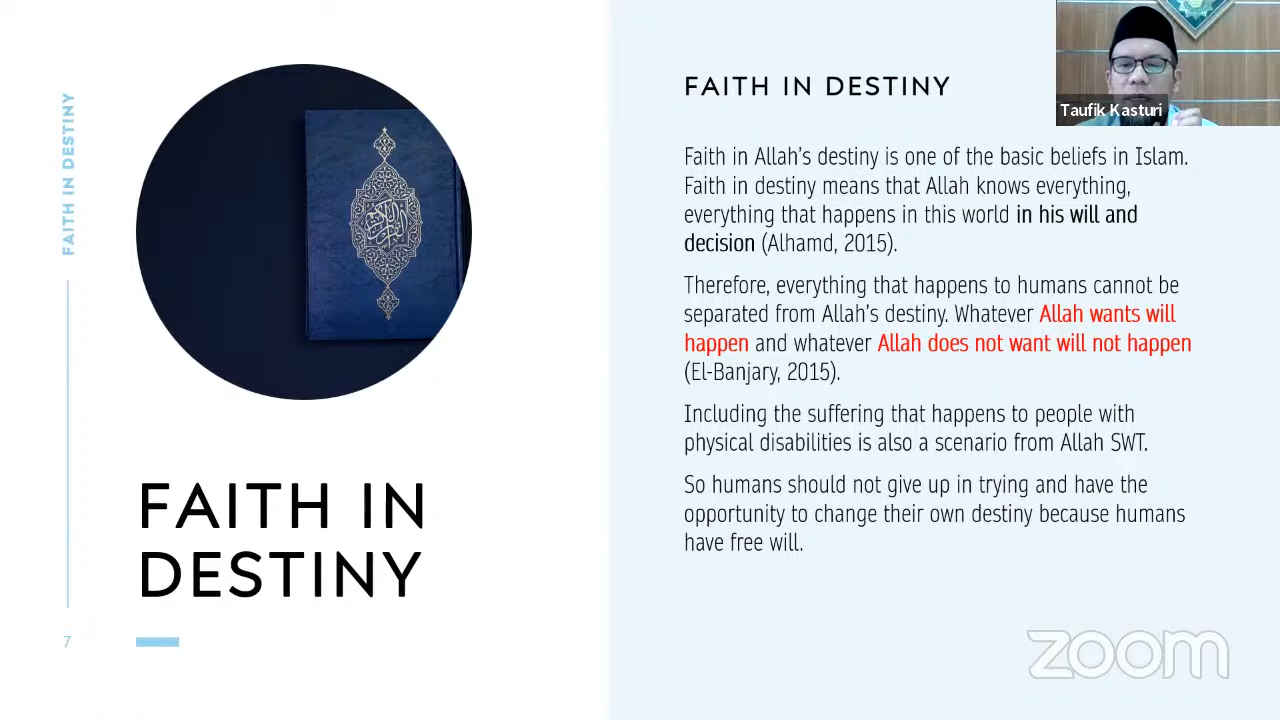 FAITH IN DESTINY
FAITH IN
DESTINY
7
FAITH IN DESTINY
Faith in Allah's destiny is one of the basic beliefs in Islam.
Faith in destiny means that Allah knows everything,
everything that happens in this world in his will and
decision (Alhamd, 2015).
Therefore, everything that happens to humans cannot be
separated from Allah's destiny. Whatever Allah wants will
happen and whatever Allah does not want will not happen
(El-Banjary, 2015).
Including the suffering that happens to people with
physical disabilities is also a scenario from Allah SWT.
So humans should not give up in trying and have the
opportunity to change their own destiny because humans
have free will.
Taufik Kasturi
zoom